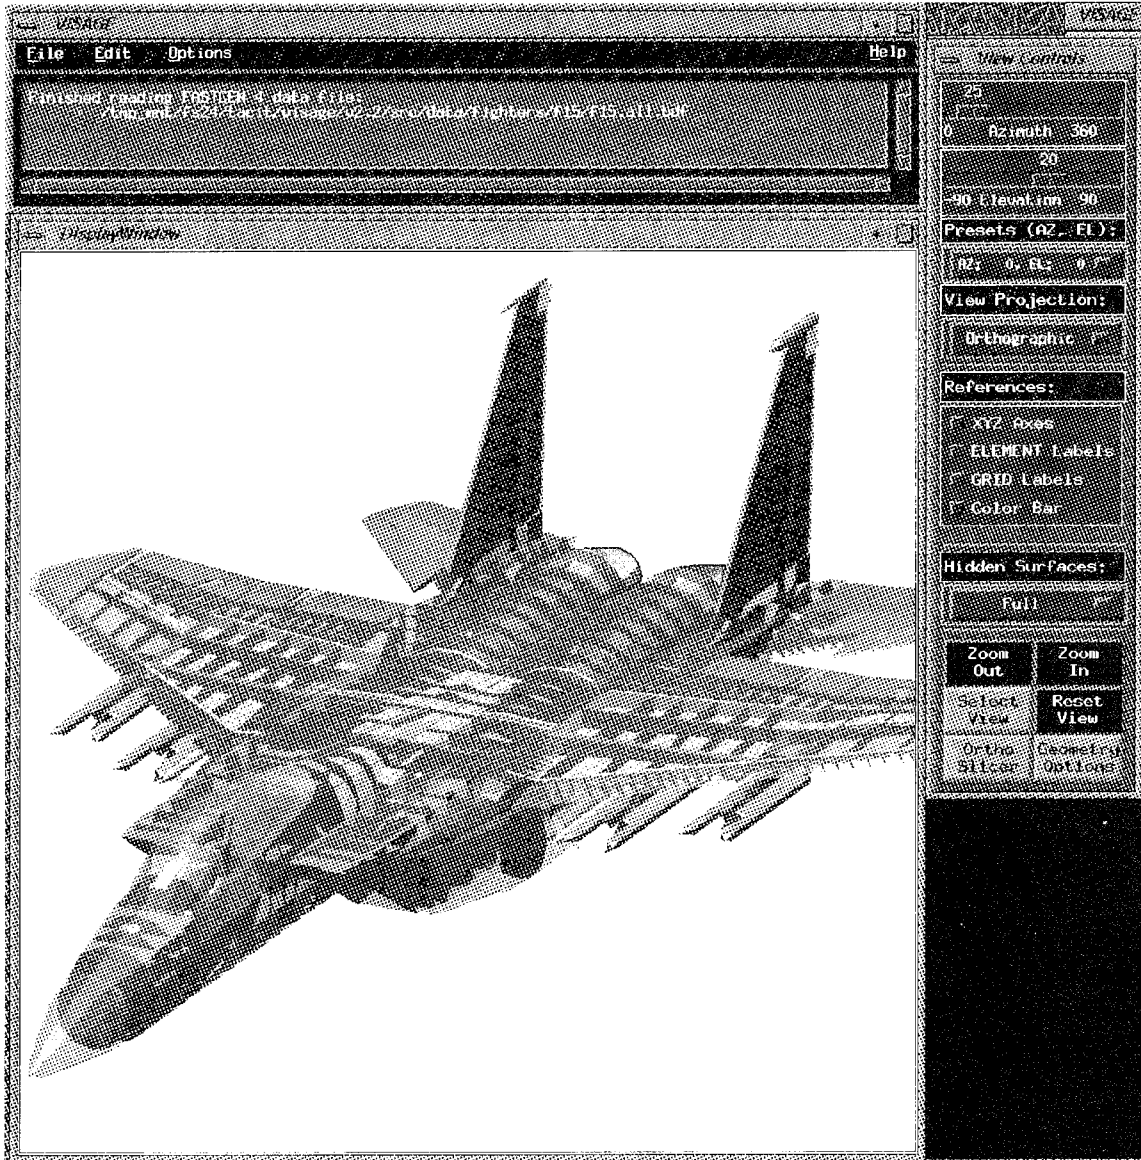 VISAGE
File Edit Options Help
Finished reading FASTGEN 4 data file:
DisplayWindow
VISAGE
View Controls
25
0 Azimuth 360
20
-90 Elevation 90
Presets (AZ, EL):
AZ: 0, EL: 0
View Projection:
Orthographic
References:
XYZ Axes
ELEMENT Labels
GRID Labels
Color Bar
Hidden Surfaces:
Full
Zoom Out
Zoom In
Select View
Reset View
Ortho Slicer
Geometry Options